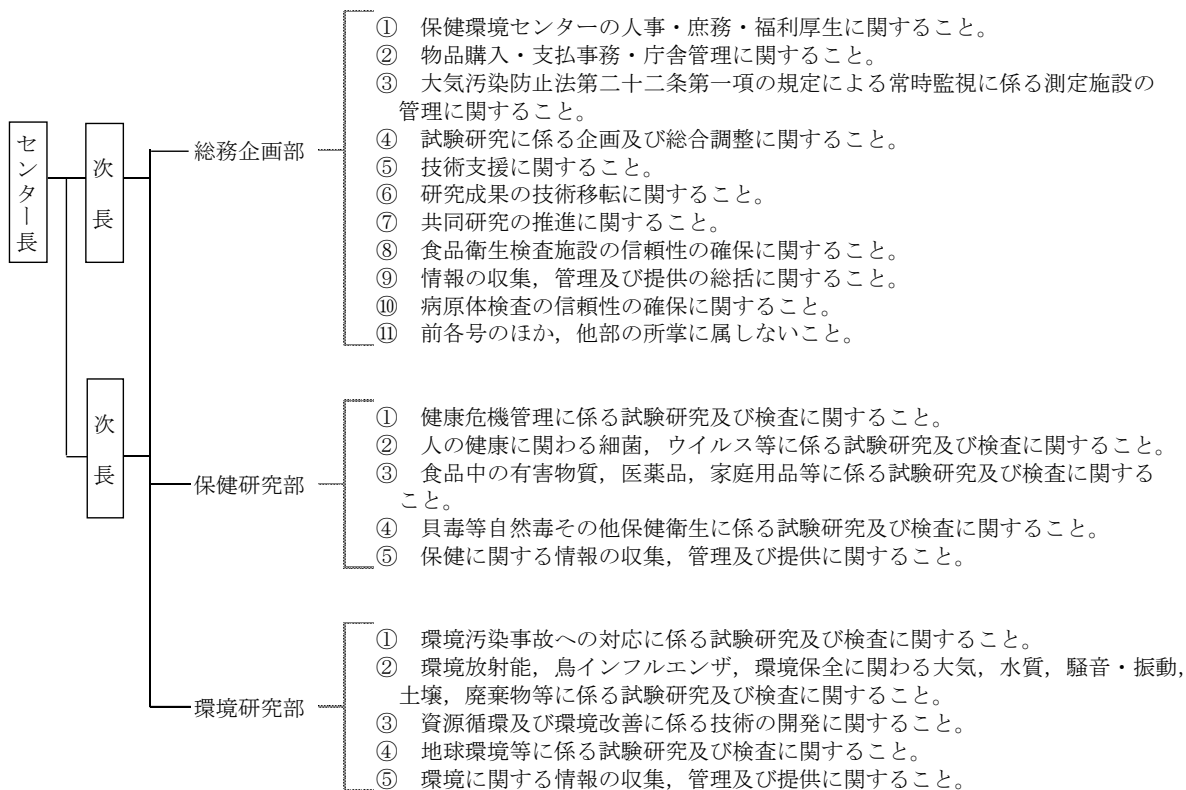 センター長
次長
総務企画部
① 保健環境センターの人事・庶務・福利厚生に関すること。
② 物品購入・支払事務・庁舎管理に関すること。
③ 大気汚染防止法第二十二条第一項の規定による常時監視に係る測定施設の
管理に関すること。
④ 試験研究に係る企画及び総合調整に関すること。
⑤ 技術支援に関すること。
⑥ 研究成果の技術移転に関すること。
⑦ 共同研究の推進に関すること。
⑧ 食品衛生検査施設の信頼性の確保に関すること。
⑨ 情報の収集，管理及び提供の総括に関すること。
⑩ 病原体検査の信頼性の確保に関すること。
⑪ 前各号のほか，他部の所掌に属しないこと。
次長
保健研究部
① 健康危機管理に係る試験研究及び検査に関すること。
② 人の健康に関わる細菌，ウイルス等に係る試験研究及び検査に関すること。
③ 食品中の有害物質，医薬品，家庭用品等に係る試験研究及び検査に関する
こと。
④ 貝毒等自然毒その他保健衛生に係る試験研究及び検査に関すること。
⑤ 保健に関する情報の収集，管理及び提供に関すること。
環境研究部
① 環境汚染事故への対応に係る試験研究及び検査に関すること。
② 環境放射能，鳥インフルエンザ，環境保全に関わる大気，水質，騒音・振動，
土壌，廃棄物等に係る試験研究及び検査に関すること。
③ 資源循環及び環境改善に係る技術の開発に関すること。
④ 地球環境等に係る試験研究及び検査に関すること。
⑤ 環境に関する情報の収集，管理及び提供に関すること。